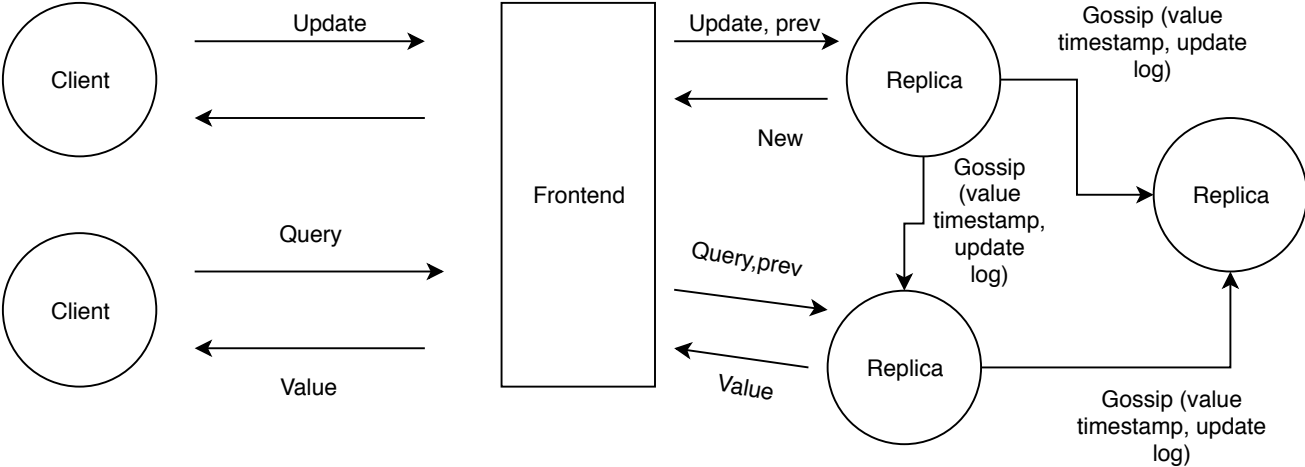 Client
Update
Client
Query
Value
Frontend
Update, prev
New
Query,prev
Value
Replica
Gossip (value
timestamp, update
log)
Gossip
(value
timestamp,
update
log)
Replica
Replica
Gossip (value
timestamp, update
log)